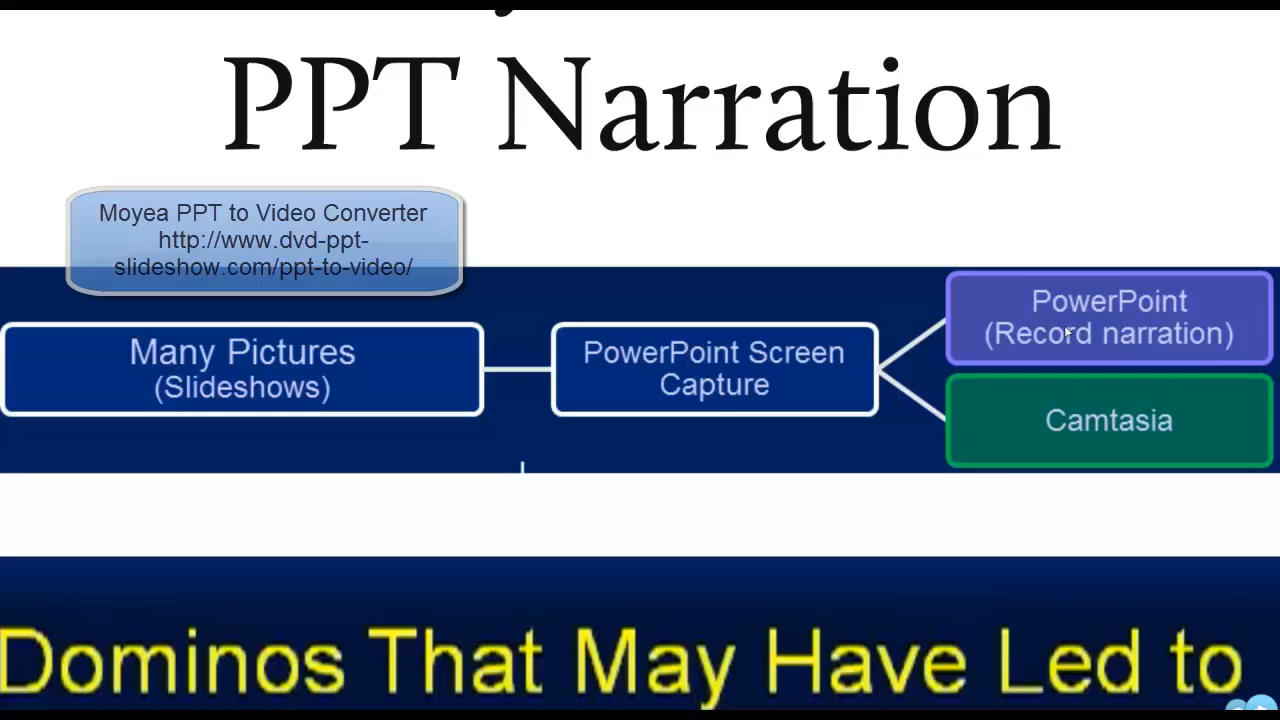 PPT Narration
Moyea PPT to Video Converter
http://www.dvd-ppt-
slideshow.com/ppt-to-video/
Many Pictures
(Slideshows)
PowerPoint Screen
Capture
PowerPoint
(Record narration)
Camtasia
Dominos That May Have Led to